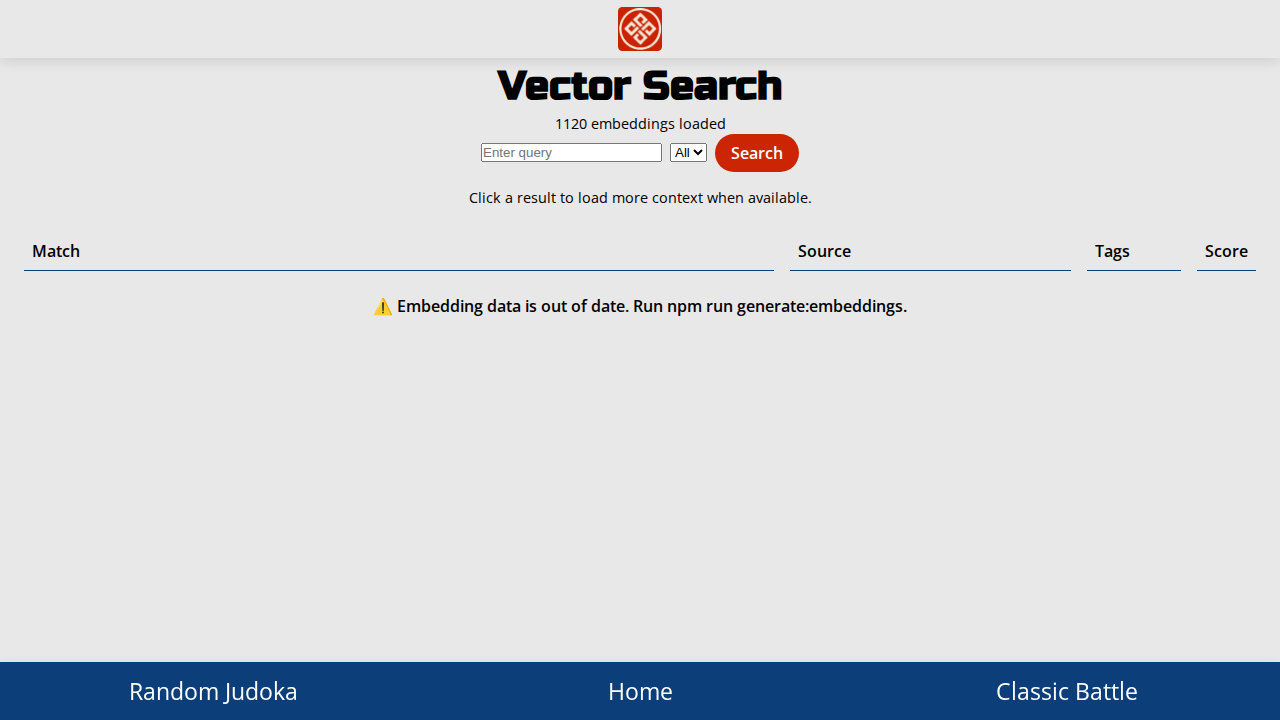 Vector Search
1120 embeddings loaded
Enter query All Search
Click a result to load more context when available.
Match Source Tags Score
⚠️ Embedding data is out of date. Run npm run generate:embeddings.
Random Judoka Home Classic Battle